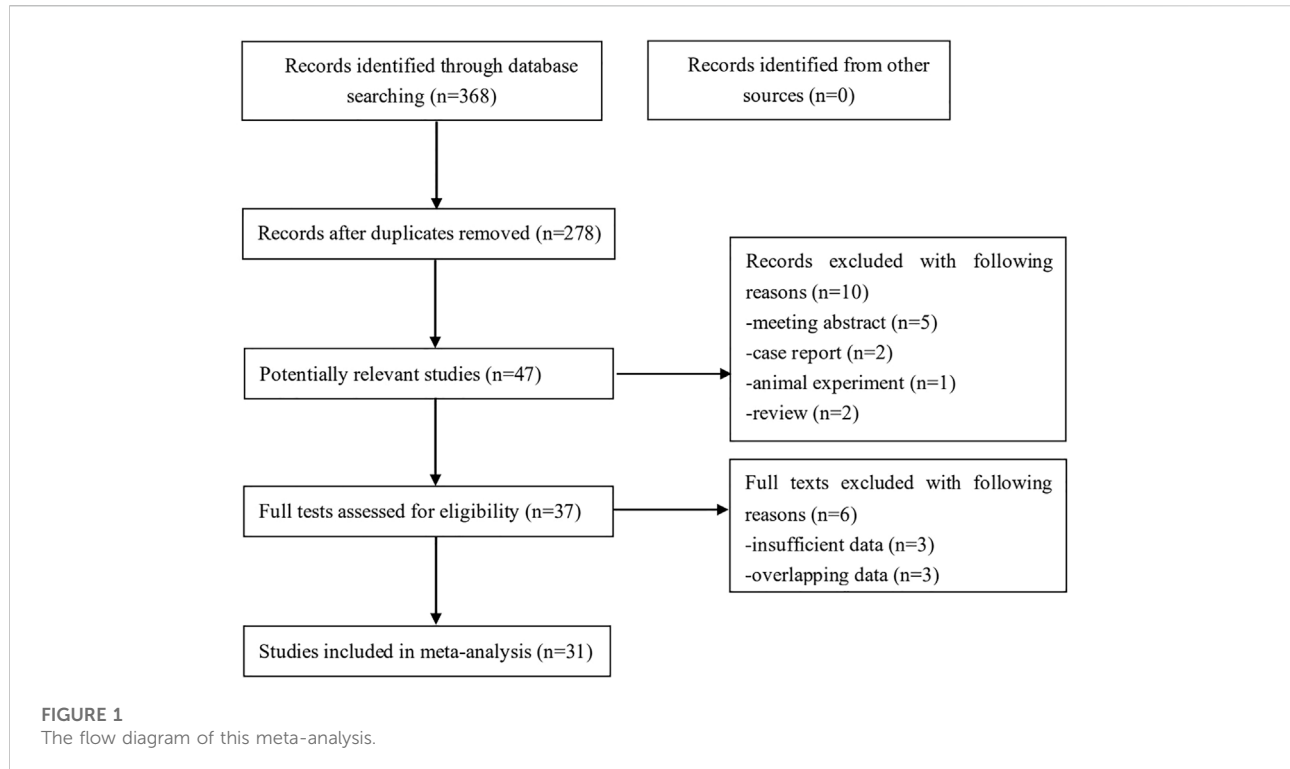 Records identified through database
searching (n=368)
Records identified from other
sources (n=0)
Records after duplicates removed (n=278)
Records excluded with following
reasons (n=10)
-meeting abstract (n=5)
-case report (n=2)
-animal experiment (n=1)
-review (n=2)
Potentially relevant studies (n=47)
Full tests assessed for eligibility (n=37)
Full texts excluded with following
reasons (n=6)
-insufficient data (n=3)
-overlapping data (n=3)
Studies included in meta-analysis (n=31)
FIGURE 1
The flow diagram of this meta-analysis.